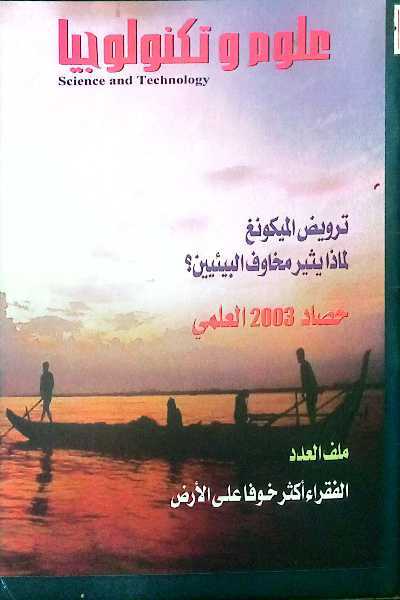 علوم وتكنولوجيا
Science and Technology
ترويض الميكونغ
لماذا يثير مخاوف البيئيين؟
حصاد 2003 العلمي
ملف العدد
الفقراء أكثر خوفا على الأرض